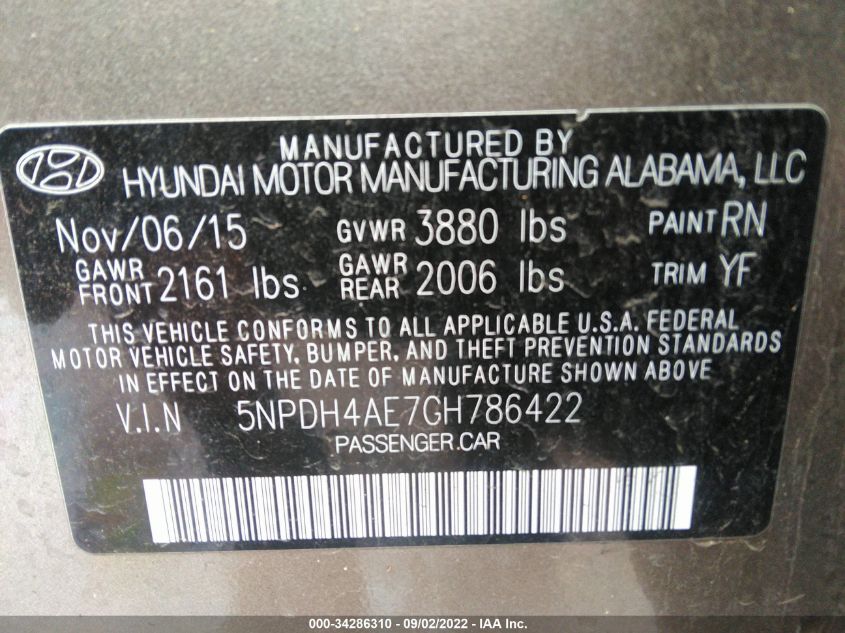 MANUFACTURED BY
HYUNDAI MOTOR MANUFACTURING ALABAMA, LLC
Nov/06/15 GVWR 3880 lbs PAINT RN
GAWR FRONT 2161 lbs GAWR REAR 2006 lbs TRIM YF
THIS VEHICLE CONFORMS TO ALL APPLICABLE U.S.A. FEDERAL
MOTOR VEHICLE SAFETY, BUMPER, AND THEFT PREVENTION STANDARDS
IN EFFECT ON THE DATE OF MANUFACTURE SHOWN ABOVE
V.I.N 5NPDH4AE7GH786422
PASSENGER CAR
000-34286310 - 09/02/2022 - IAA Inc.